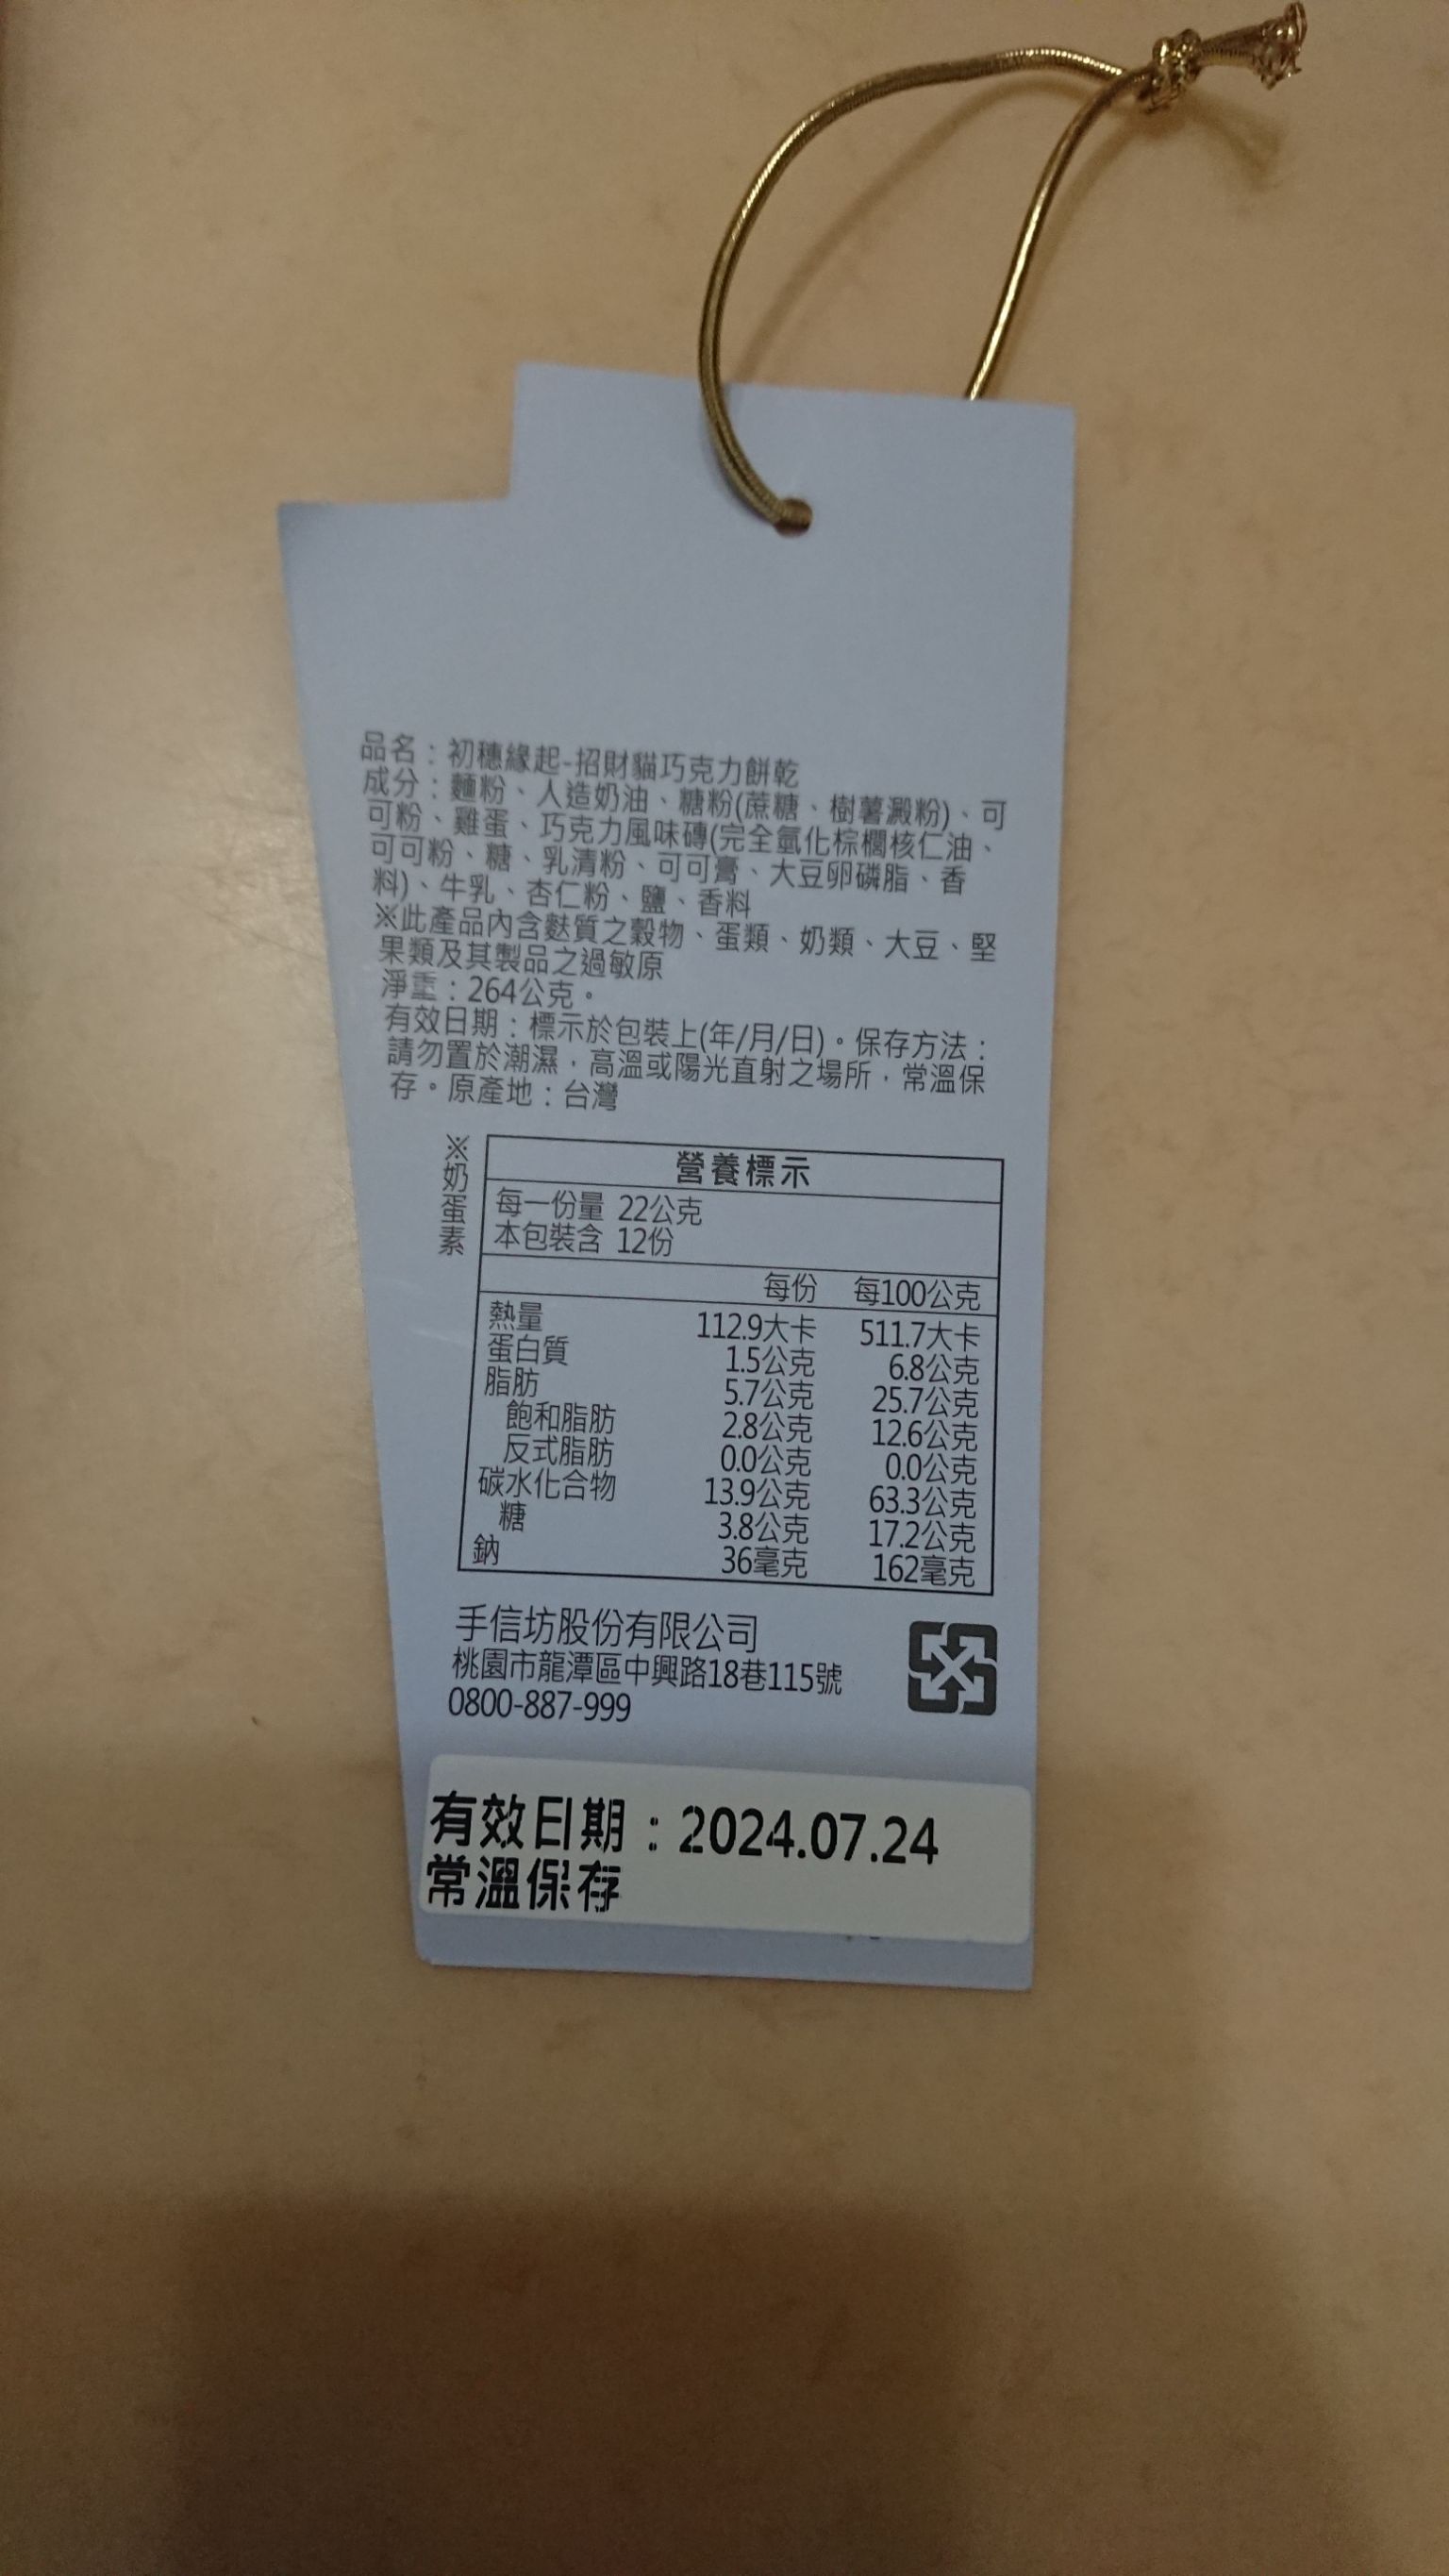 品名：初穗緣起-招財貓巧克力餅乾
成分：麵粉、人造奶油、糖粉(蔗糖、樹薯澱粉)、可
可粉、雞蛋、巧克力風味磚(完全氫化棕櫚核仁油、
可可粉、糖、乳清粉、可可膏、大豆卵磷脂、香
料)、牛乳、杏仁粉、鹽、香料
※此產品內含麩質之穀物、蛋類、奶類、大豆、堅
果類及其製品之過敏原
淨重：264公克。
有效日期：標示於包裝上(年/月/日)。保存方法：
請勿置於潮濕，高溫或陽光直射之場所，常溫保
存。原產地：台灣
※奶蛋素
營養標示
每一份量 22公克
本包裝含 12份
每份 每100公克
熱量 112.9大卡 511.7大卡
蛋白質 1.5公克 6.8公克
脂肪 5.7公克 25.7公克
飽和脂肪 2.8公克 12.6公克
反式脂肪 0.0公克 0.0公克
碳水化合物 13.9公克 63.3公克
糖 3.8公克 17.2公克
鈉 36毫克 162毫克
手信坊股份有限公司
桃園市龍潭區中興路18巷115號
0800-887-999
有效日期：2024.07.24
常溫保存